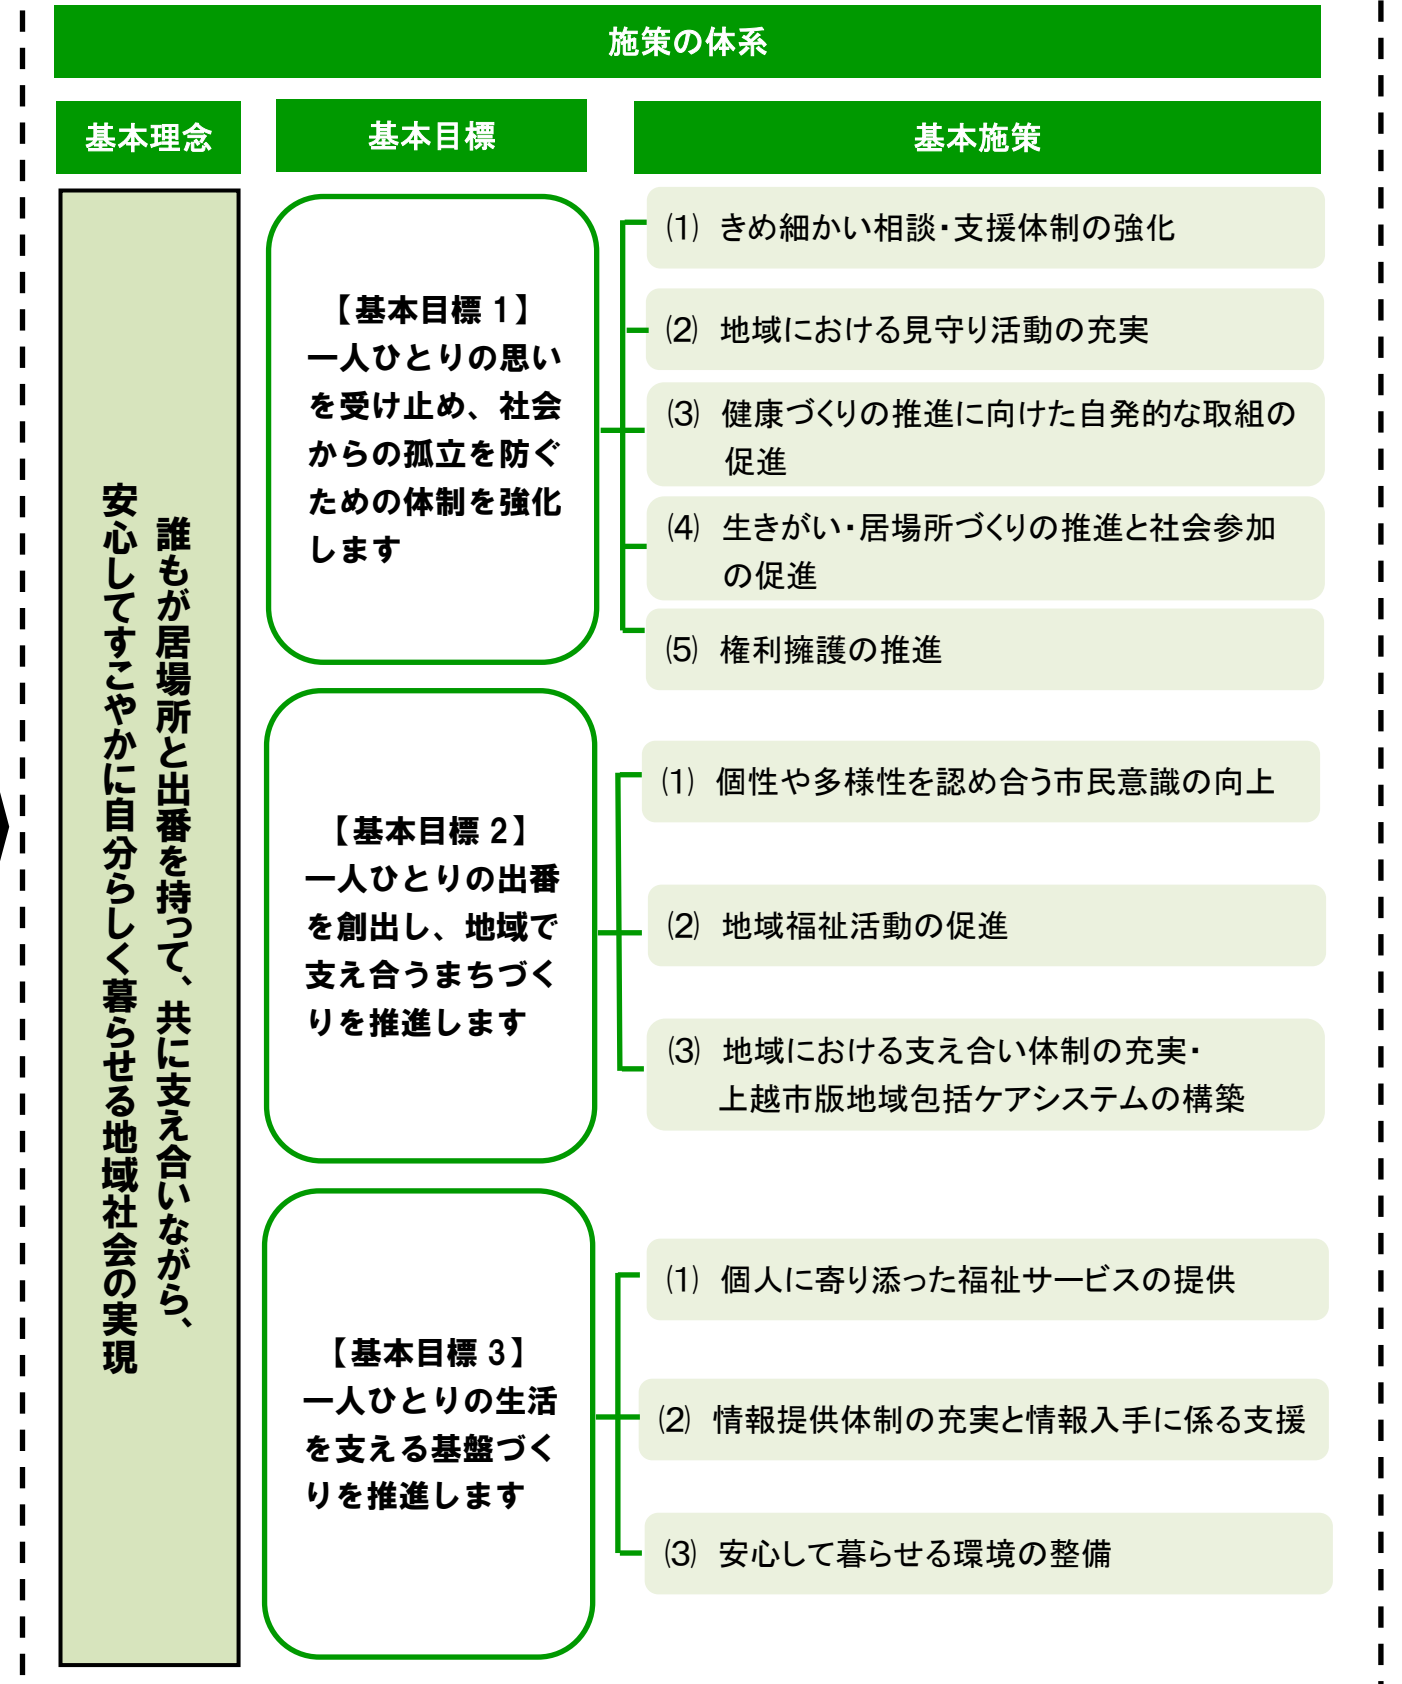 施策の体系
基本理念
基本目標
基本施策
誰もが居場所と出番を持って、共に支え合いながら、
安心してすこやかに自分らしく暮らせる地域社会の実現
【基本目標 1】
一人ひとりの思い
を受け止め、社会
からの孤立を防ぐ
ための体制を強化
します
⑴ きめ細かい相談・支援体制の強化
⑵ 地域における見守り活動の充実
⑶ 健康づくりの推進に向けた自発的な取組の
促進
⑷ 生きがい・居場所づくりの推進と社会参加
の促進
⑸ 権利擁護の推進
【基本目標 2】
一人ひとりの出番
を創出し、地域で
支え合うまちづく
りを推進します
⑴ 個性や多様性を認め合う市民意識の向上
⑵ 地域福祉活動の促進
⑶ 地域における支え合い体制の充実・
上越市版地域包括ケアシステムの構築
【基本目標 3】
一人ひとりの生活
を支える基盤づく
りを推進します
⑴ 個人に寄り添った福祉サービスの提供
⑵ 情報提供体制の充実と情報入手に係る支援
⑶ 安心して暮らせる環境の整備